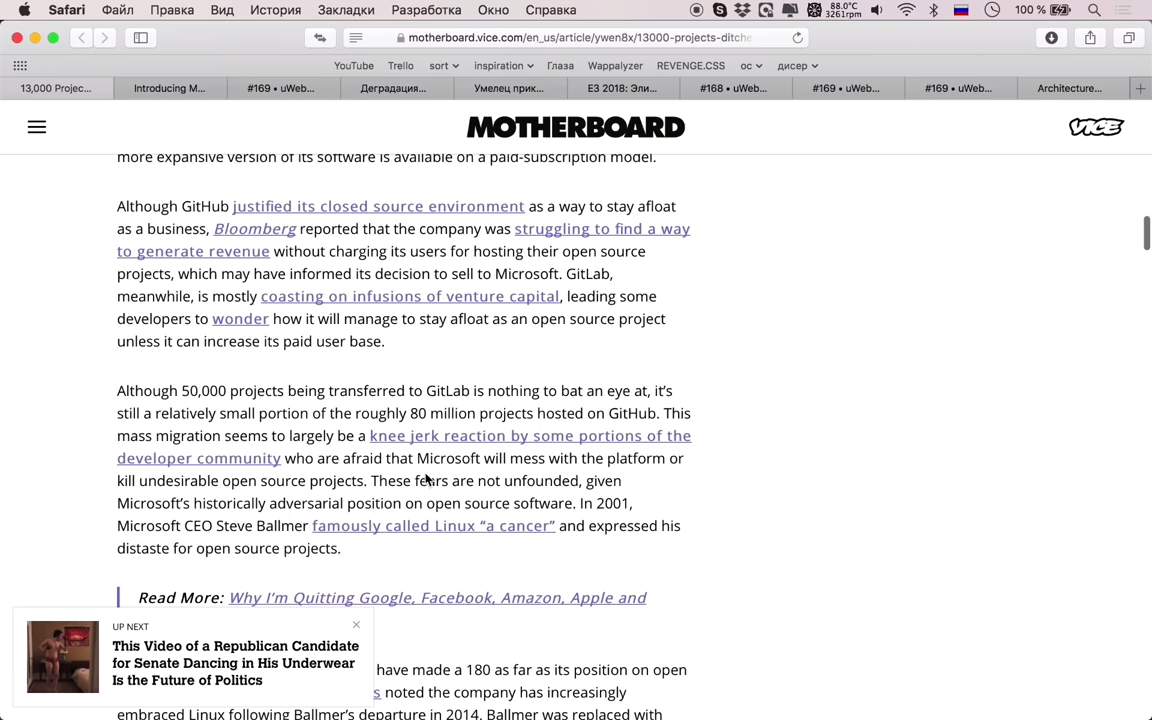 Safari Файл Правка Вид История Закладки Разработка Окно Справка 88.0°C 3261rpm 100 %
motherboard.vice.com/en_us/article/ywen8x/13000-projects-ditche
YouTube Trello sort inspiration Глаза Wappalyzer REVENGE.CSS ос дисер
13,000 Projec... Introducing M... #169 • uWeb... Деградация... Умелец прик... E3 2018: Эли... #168 • uWeb... #169 • uWeb... #169 • uWeb... Architecture...
MOTHERBOARD VICE
more expansive version of its software is available on a paid-subscription model.
Although GitHub justified its closed source environment as a way to stay afloat
as a business, Bloomberg reported that the company was struggling to find a way
to generate revenue without charging its users for hosting their open source
projects, which may have informed its decision to sell to Microsoft. GitLab,
meanwhile, is mostly coasting on infusions of venture capital, leading some
developers to wonder how it will manage to stay afloat as an open source project
unless it can increase its paid user base.
Although 50,000 projects being transferred to GitLab is nothing to bat an eye at, it's
still a relatively small portion of the roughly 80 million projects hosted on GitHub. This
mass migration seems to largely be a knee jerk reaction by some portions of the
developer community who are afraid that Microsoft will mess with the platform or
kill undesirable open source projects. These fears are not unfounded, given
Microsoft's historically adversarial position on open source software. In 2001,
Microsoft CEO Steve Ballmer famously called Linux "a cancer" and expressed his
distaste for open source projects.
Read More: Why I'm Quitting Google, Facebook, Amazon, Apple and
UP NEXT
This Video of a Republican Candidate
for Senate Dancing in His Underwear
Is the Future of Politics
have made a 180 as far as its position on open
s noted the company has increasingly
embraced Linux following Ballmer's departure in 2014. Ballmer was replaced with